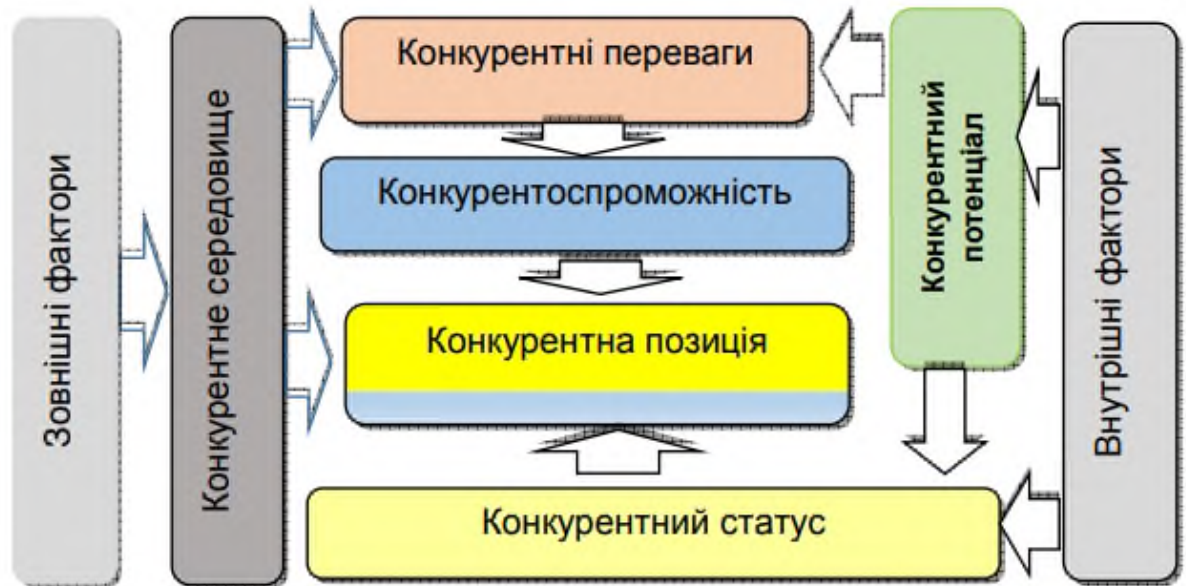 Зовнішні фактори
Конкурентне середовище
Конкурентні переваги
Конкурентоспроможність
Конкурентна позиція
Конкурентний статус
Конкурентний
потенціал
Внутрішні фактори